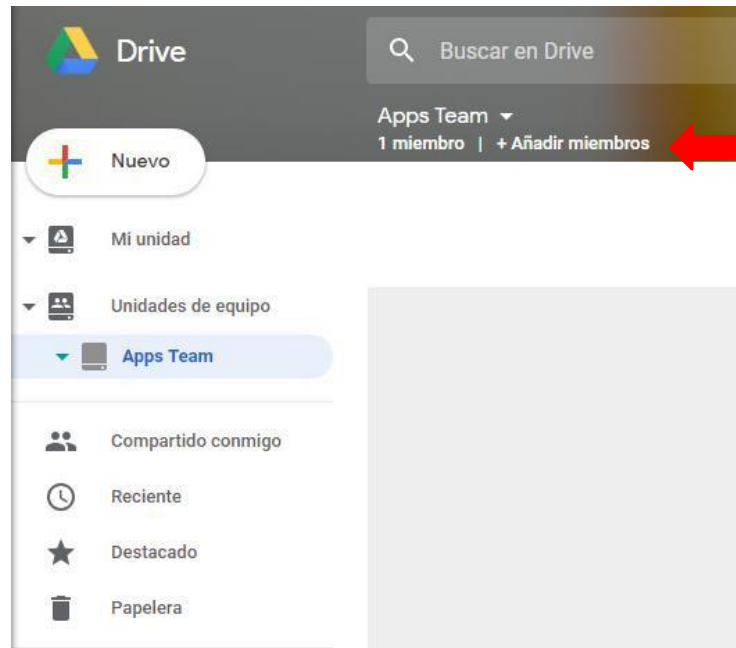 Drive
Buscar en Drive
Apps Team
1 miembro | + Añadir miembros
Nuevo
Mi unidad
Unidades de equipo
Apps Team
Compartido conmigo
Reciente
Destacado
Papelera